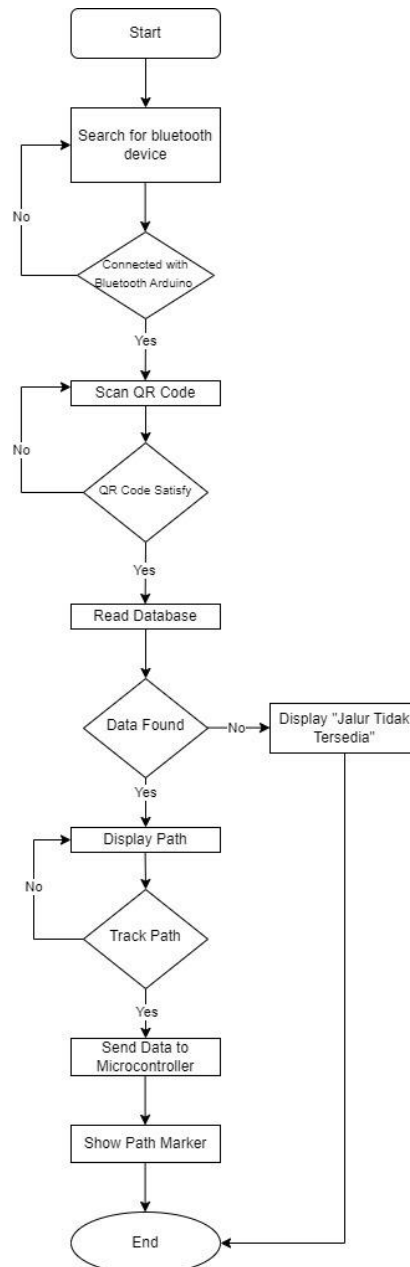 Start
Search for bluetooth
device
No
Connected with
Bluetooth Arduino
Yes
Scan QR Code
No
QR Code Satisfy
Yes
Read Database
Data Found
No
Display "Jalur Tidak
Tersedia"
Yes
Display Path
No
Track Path
Yes
Send Data to
Microcontroller
Show Path Marker
End